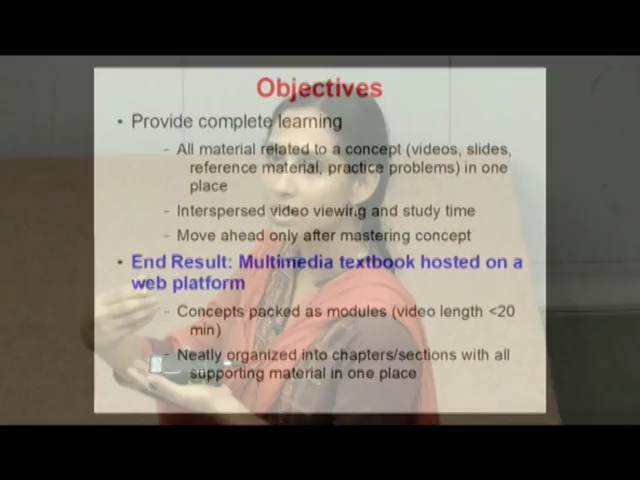 Objectives
• Provide complete learning
– All material related to a concept (videos, slides,
reference material, practice problems) in one
place
– Interspersed video viewing and study time
– Move ahead only after mastering concept
• End Result: Multimedia textbook hosted on a
web platform
– Concepts packed as modules (video length <20
min)
– Neatly organized into chapters/sections with all
supporting material in one place